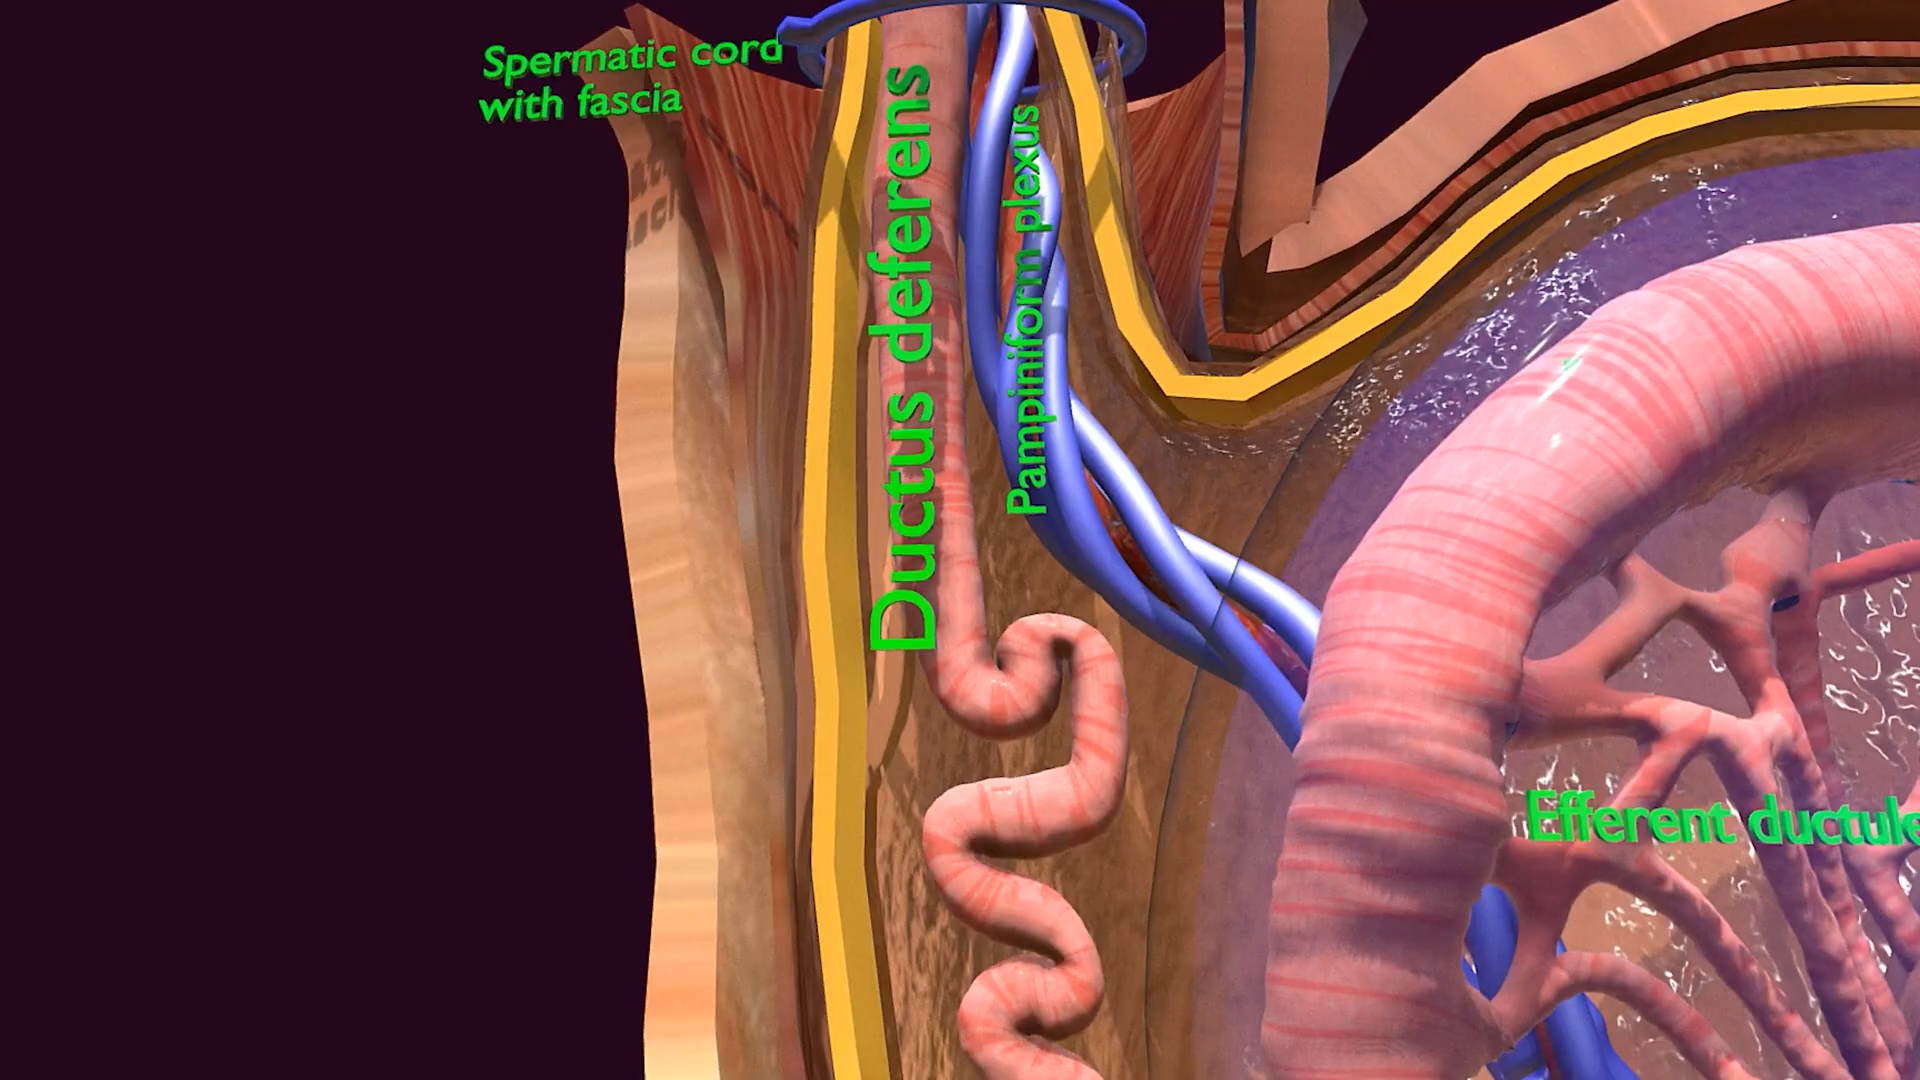 Spermatic cord
with fascia
Ductus deferens
Pampiniform plexus
Efferent ductule